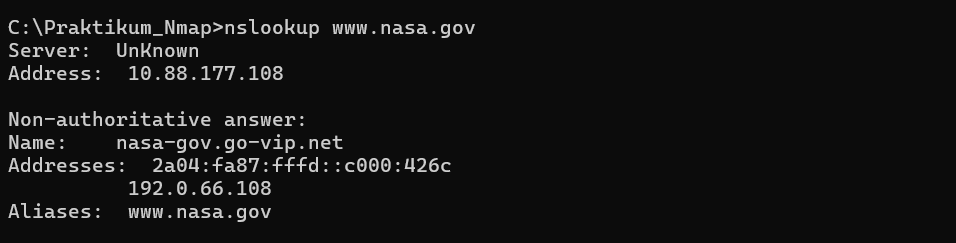 C:\Praktikum_Nmap>nslookup www.nasa.gov
Server:  UnKnown
Address:  10.88.177.108

Non-authoritative answer:
Name:    nasa-gov.go-vip.net
Addresses:  2a04:fa87:fffd::c000:426c
          192.0.66.108
Aliases:  www.nasa.gov